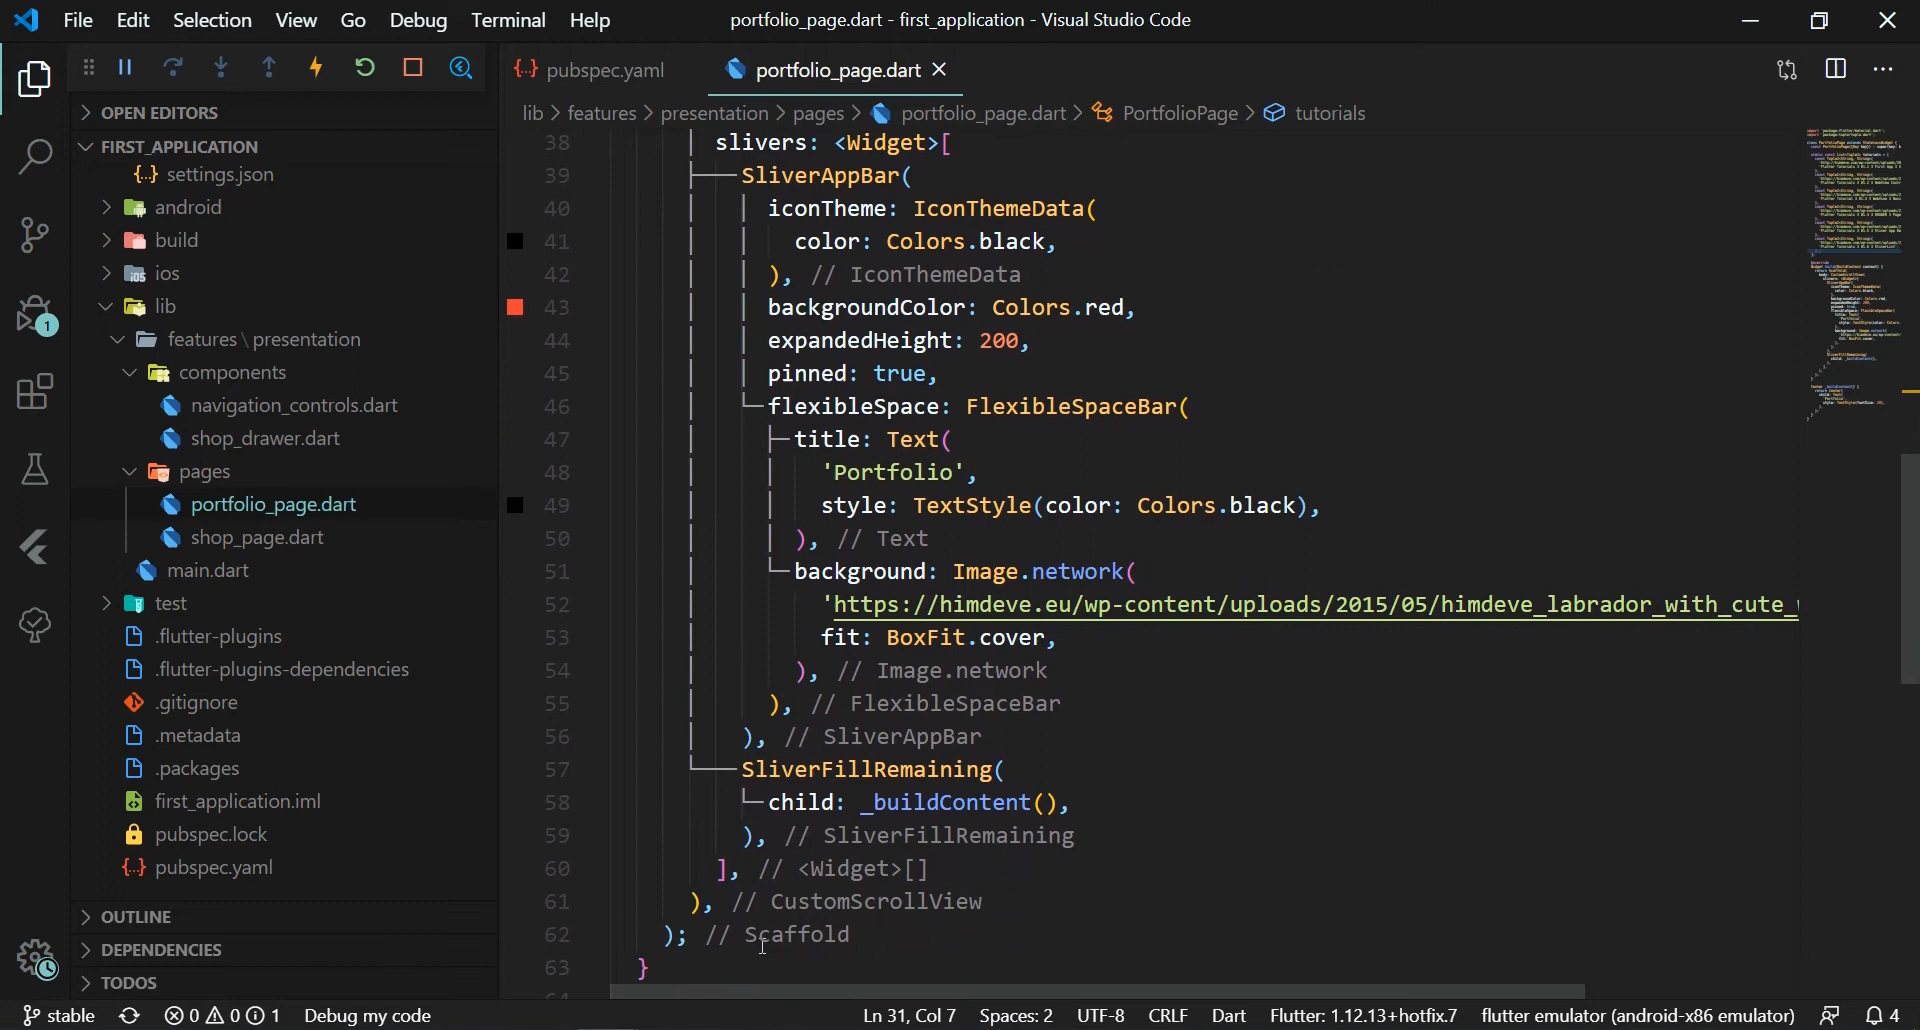 File Edit Selection View Go Debug Terminal Help
portfolio_page.dart - first_application - Visual Studio Code
pubspec.yaml
portfolio_page.dart
lib > features > presentation > pages > portfolio_page.dart > PortfolioPage > tutorials
OPEN EDITORS
FIRST_APPLICATION
settings.json
android
build
ios
lib
features \ presentation
components
navigation_controls.dart
shop_drawer.dart
pages
portfolio_page.dart
shop_page.dart
main.dart
test
.flutter-plugins
.flutter-plugins-dependencies
.gitignore
.metadata
.packages
first_application.iml
pubspec.lock
pubspec.yaml
OUTLINE
DEPENDENCIES
TODOS
1
38 slivers: <Widget>[
39 SliverAppBar(
40 iconTheme: IconThemeData(
41 color: Colors.black,
42 ), // IconThemeData
43 backgroundColor: Colors.red,
44 expandedHeight: 200,
45 pinned: true,
46 flexibleSpace: FlexibleSpaceBar(
47 title: Text(
48 'Portfolio',
49 style: TextStyle(color: Colors.black),
50 ), // Text
51 background: Image.network(
52 'https://himdeve.eu/wp-content/uploads/2015/05/himdeve_labrador_with_cute_
53 fit: BoxFit.cover,
54 ), // Image.network
55 ), // FlexibleSpaceBar
56 ), // SliverAppBar
57 SliverFillRemaining(
58 child: _buildContent(),
59 ), // SliverFillRemaining
60 ], // <Widget>[]
61 ), // CustomScrollView
62 ); // Scaffold
63 }
stable 0 0 1 Debug my code Ln 31, Col 7 Spaces: 2 UTF-8 CRLF Dart Flutter: 1.12.13+hotfix.7 flutter emulator (android-x86 emulator) 4